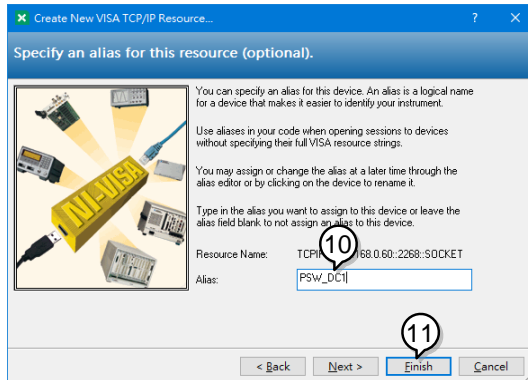 Create New VISA TCP/IP Resource...
? X
Specify an alias for this resource (optional).
You can specify an alias for this device. An alias is a logical name
for a device that makes it easier to identify your instrument.
Use aliases in your code when opening sessions to devices
without specifying their full VISA resource strings.
You may assign or change the alias at a later time through the
alias editor or by clicking on the device to rename it.
Type in the alias you want to assign to this device or leave the
alias field blank to not assign an alias to this device.
NI-VISA
10
Resource Name: TCPIP 68.0.60::2268::SOCKET
Alias: PSW_DC1
11
< Back Next > Finish Cancel